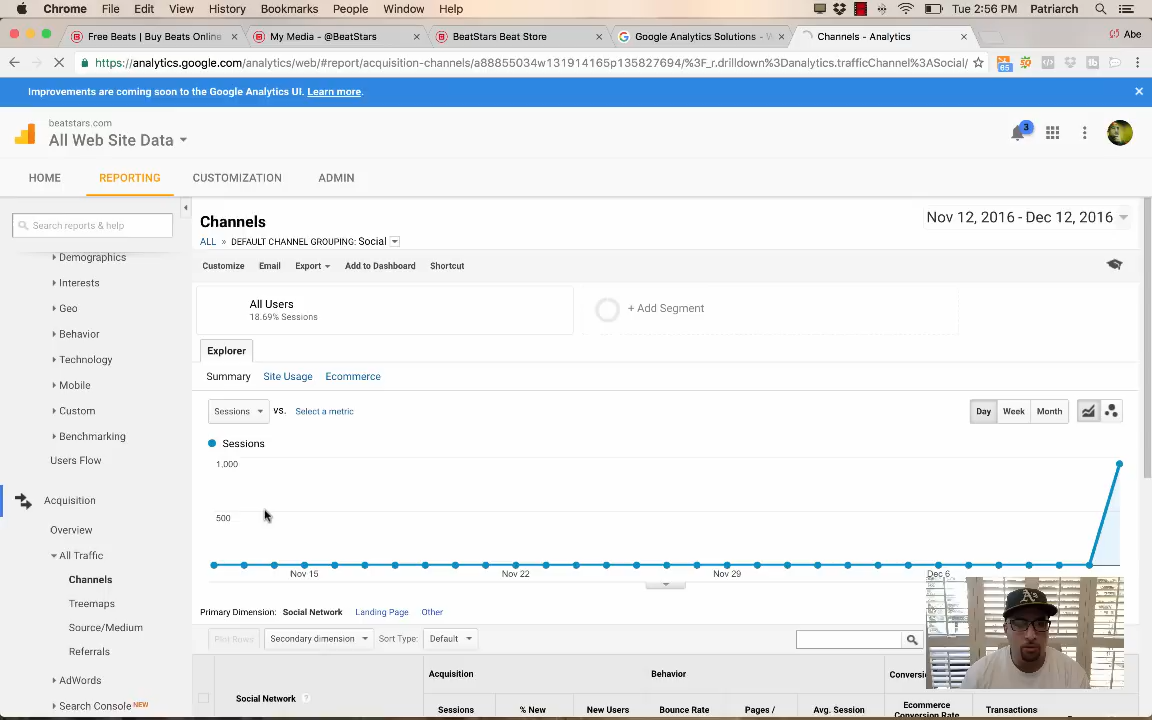 Chrome File Edit View History Bookmarks People Window Help Tue 2:56 PM Patriarch
Free Beats | Buy Beats Online My Media - @BeatStars BeatStars Beat Store Google Analytics Solutions - W Channels - Analytics Abe
https://analytics.google.com/analytics/web/#report/acquisition-channels/a88855034w131914165p135827694/%3F_r.drilldown%3Danalytics.trafficChannel%3ASocial/
Improvements are coming soon to the Google Analytics UI. Learn more.
beatstars.com
All Web Site Data
3
HOME REPORTING CUSTOMIZATION ADMIN
Search reports & help
Demographics
Interests
Geo
Behavior
Technology
Mobile
Custom
Benchmarking
Users Flow
Acquisition
Overview
All Traffic
Channels
Treemaps
Source/Medium
Referrals
AdWords
Search Console NEW
Channels
Nov 12, 2016 - Dec 12, 2016
ALL » DEFAULT CHANNEL GROUPING: Social
Customize Email Export Add to Dashboard Shortcut
All Users
18.69% Sessions
+ Add Segment
Explorer
Summary Site Usage Ecommerce
Sessions VS. Select a metric
Day Week Month
Sessions
1,000
500
Nov 15 Nov 22 Nov 29 Dec 6
Primary Dimension: Social Network Landing Page Other
Plot Rows Secondary dimension Sort Type: Default
Acquisition Behavior Conversi
Social Network
Sessions % New New Users Bounce Rate Pages / Avg. Session Ecommerce Conversion Rate Transactions